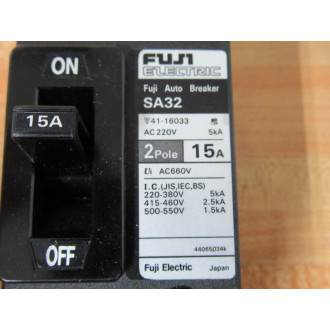 ON
15A
OFF
FUJI
ELECTRIC
Fuji Auto Breaker
SA32
41-16033
AC 220V 5kA
2Pole 15A
AC660V
I.C.(JIS,IEC,BS)
220-380V 5kA
415-460V 2.5kA
500-550V 1.5kA
Fuji Electric Japan